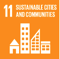 11 SUSTAINABLE CITIES
AND COMMUNITIES